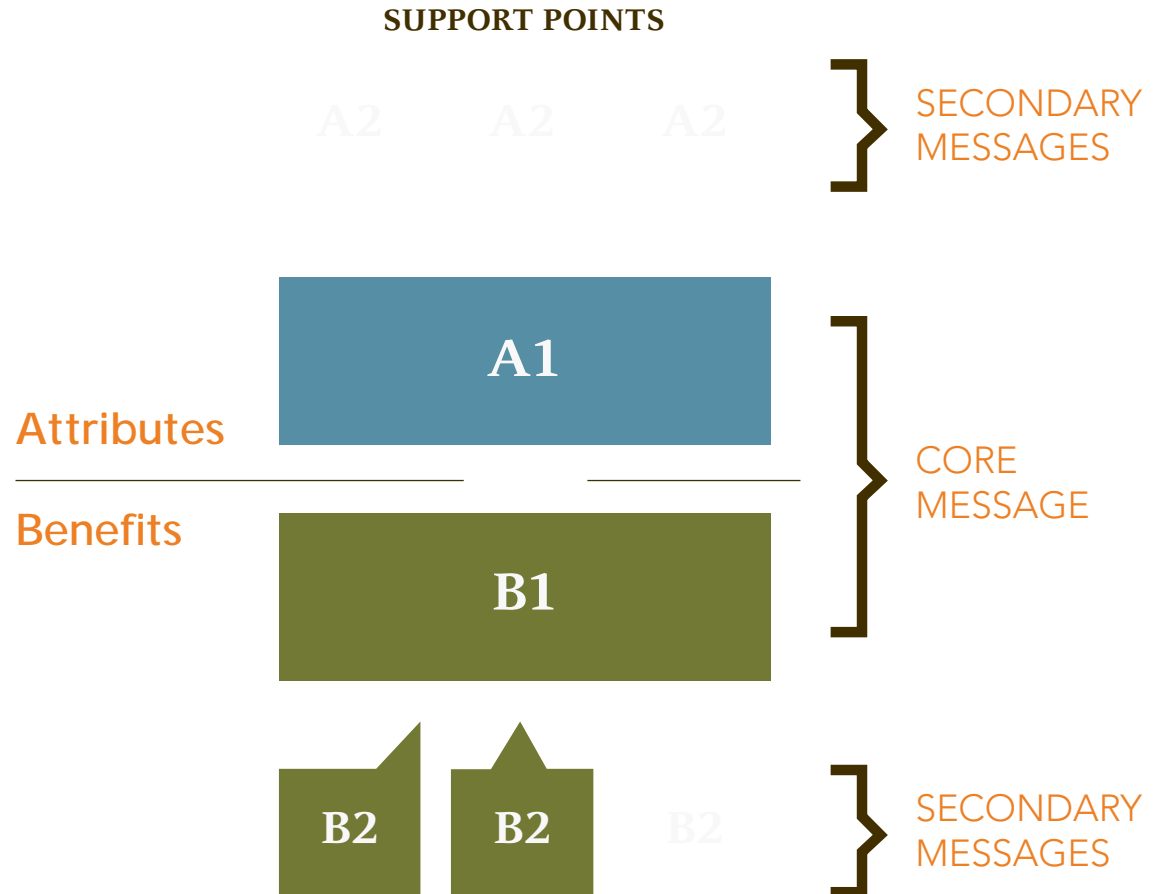 SUPPORT POINTS
A2 A2 A2
SECONDARY
MESSAGES
A1
Attributes
CORE
MESSAGE
Benefits
B1
B2 B2 B2
SECONDARY
MESSAGES